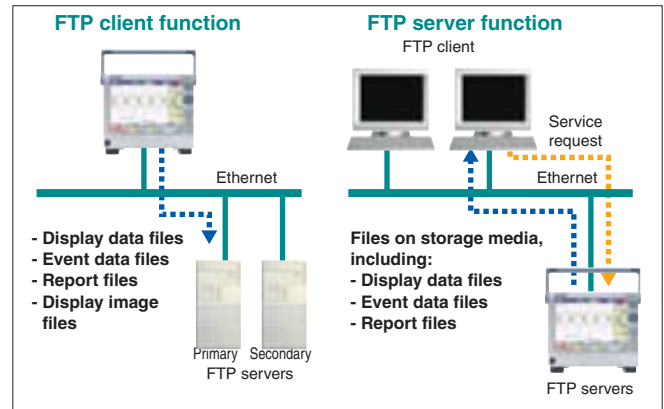 FTP client function
Ethernet
- Display data files
- Event data files
- Report files
- Display image
files
Primary Secondary
FTP servers
FTP server function
FTP client
Service
request
Ethernet
Files on storage media,
including:
- Display data files
- Event data files
- Report files
FTP servers